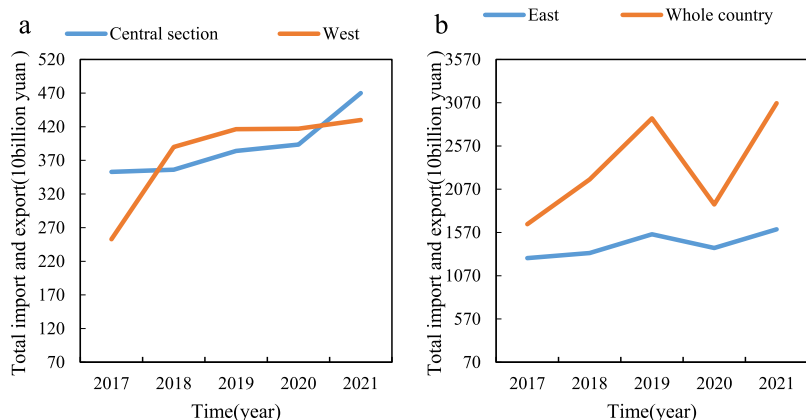 a
Central section
West
Total import and export(10billion yuan )
520
470
420
370
320
270
220
170
120
70
2017
2018
2019
2020
2021
Time(year)
b
East
Whole country
Total import and export(10billion yuan )
3570
3070
2570
2070
1570
1070
570
70
2017
2018
2019
2020
2021
Time(year)